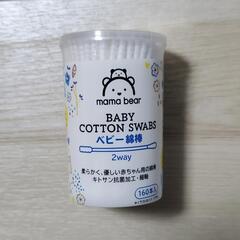 mama bear
BABY
COTTON SWABS
ベビー綿棒
2way
柔らかく、優しい赤ちゃん用の綿棒
キトサン抗菌加工・極細
160本入